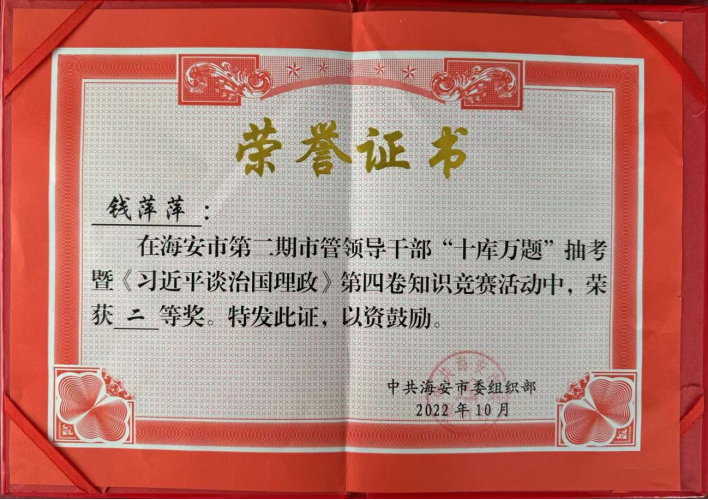 荣誉证书
钱萍萍：
在海安市第二期市管领导干部“十库万题”抽考
暨《习近平谈治国理政》第四卷知识竞赛活动中，荣
获二等奖。特发此证，以资鼓励。
中共海安市委组织部
2022年10月